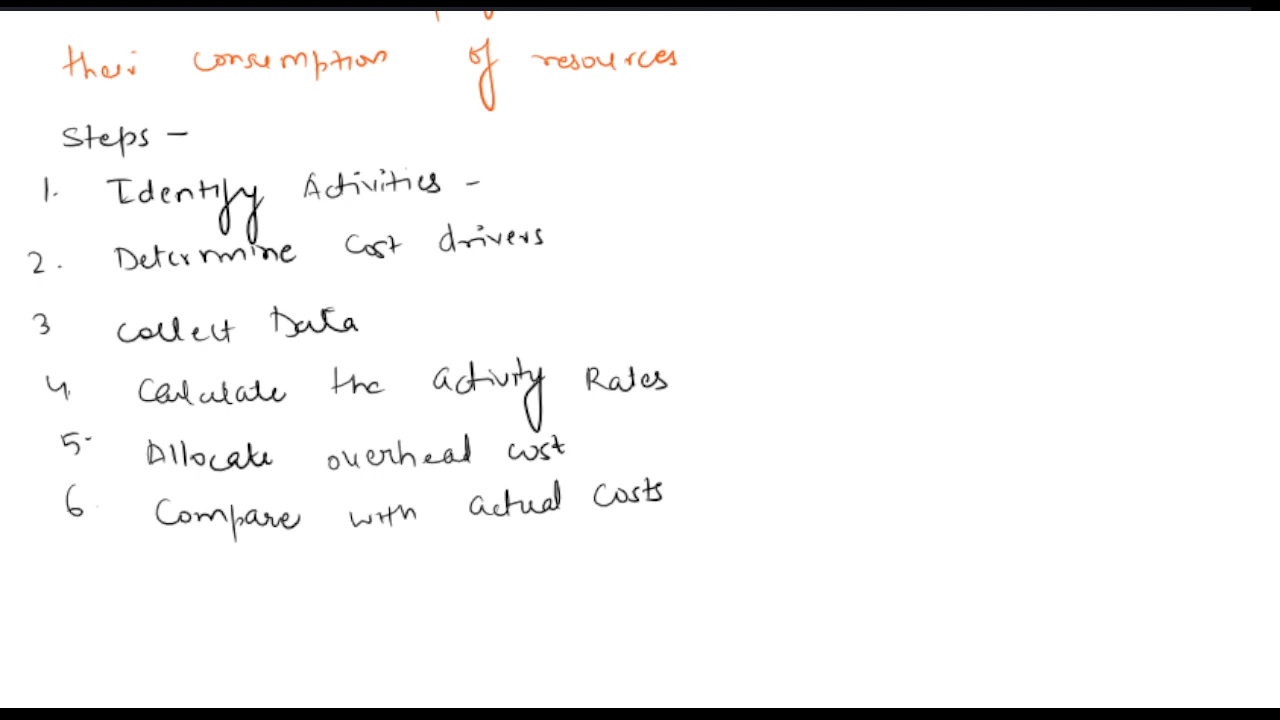 their consumption of resources
Steps -
1. Identify Activities -
2. Determine cost drivers
3 collect Data
4. Calculate the activity Rates
5. Allocate overhead cost
6. Compare with actual costs